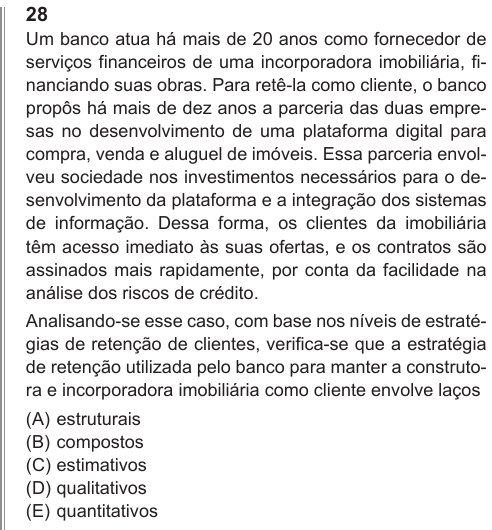 28
Um banco atua há mais de 20 anos como fornecedor de
serviços financeiros de uma incorporadora imobiliária, fi-
nanciando suas obras. Para retê-la como cliente, o banco
propôs há mais de dez anos a parceria das duas empre-
sas no desenvolvimento de uma plataforma digital para
compra, venda e aluguel de imóveis. Essa parceria envol-
veu sociedade nos investimentos necessários para o de-
senvolvimento da plataforma e a integração dos sistemas
de informação. Dessa forma, os clientes da imobiliária
têm acesso imediato às suas ofertas, e os contratos são
assinados mais rapidamente, por conta da facilidade na
análise dos riscos de crédito.
Analisando-se esse caso, com base nos níveis de estraté-
gias de retenção de clientes, verifica-se que a estratégia
de retenção utilizada pelo banco para manter a construto-
ra e incorporadora imobiliária como cliente envolve laços
(A) estruturais
(B) compostos
(C) estimativos
(D) qualitativos
(E) quantitativos